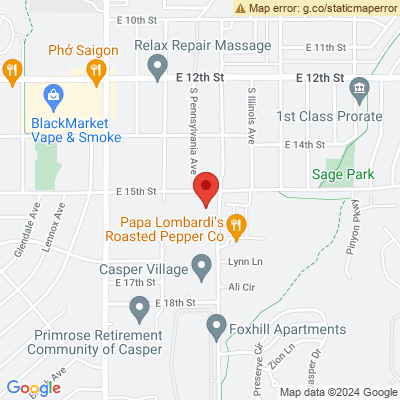 Map error: g.co/staticmaperror
E 10th St
E 11th St
Phở Saigon
Relax Repair Massage
E 12th St
E 12th St
BlackMarket
Vape & Smoke
S Pennsylvania Ave
S Illinois Ave
1st Class Prorate
E 14th St
Sage Park
E 15th St
Glendale Ave
Lennox Ave
Papa Lombardi's
Roasted Pepper Co
Pinyon Pkwy
Casper Village
Lynn Ln
E 17th St
Ali Cir
E 18th St
Primrose Retirement
Community of Casper
Foxhill Apartments
Zion Ln
Preserve Cir
Google
Map data ©2024 Google